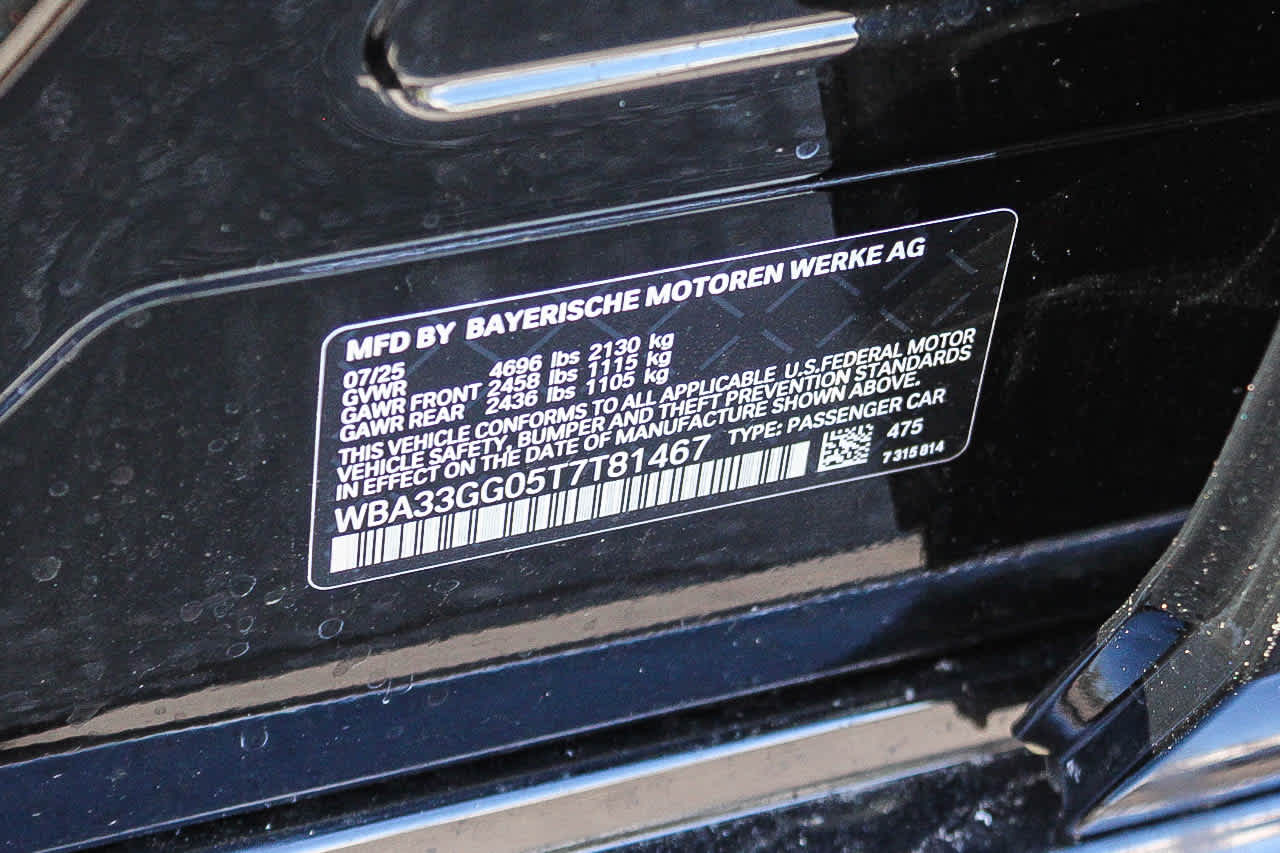 MFD BY BAYERISCHE MOTOREN WERKE AG
07/25
GVWR 4696 lbs 2130 kg
GAWR FRONT 2458 lbs 1115 kg
GAWR REAR 2436 lbs 1105 kg
THIS VEHICLE CONFORMS TO ALL APPLICABLE U.S.FEDERAL MOTOR
VEHICLE SAFETY, BUMPER AND THEFT PREVENTION STANDARDS
IN EFFECT ON THE DATE OF MANUFACTURE SHOWN ABOVE.
WBA33GG05T7T81467 TYPE: PASSENGER CAR
475
7 315 814